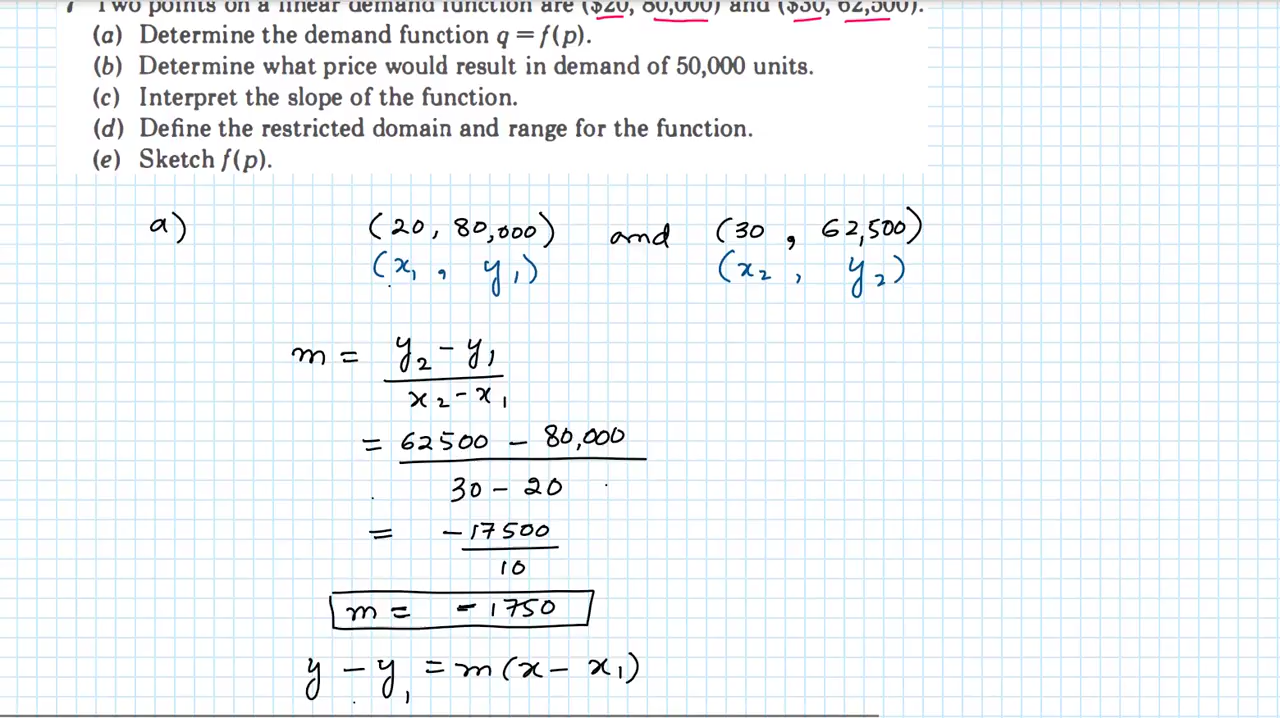 7 Two points on a linear demand function are ($20, 80,000) and ($30, 62,500).
(a) Determine the demand function q = f(p).
(b) Determine what price would result in demand of 50,000 units.
(c) Interpret the slope of the function.
(d) Define the restricted domain and range for the function.
(e) Sketch f(p).
a) (20, 80,000) and (30, 62,500)
(x₁, y₁) (x₂, y₂)
m = y₂ - y₁
x₂ - x₁
= 62500 - 80,000
30 - 20
= -17500
10
m = -1750
y - y₁ = m(x - x₁)